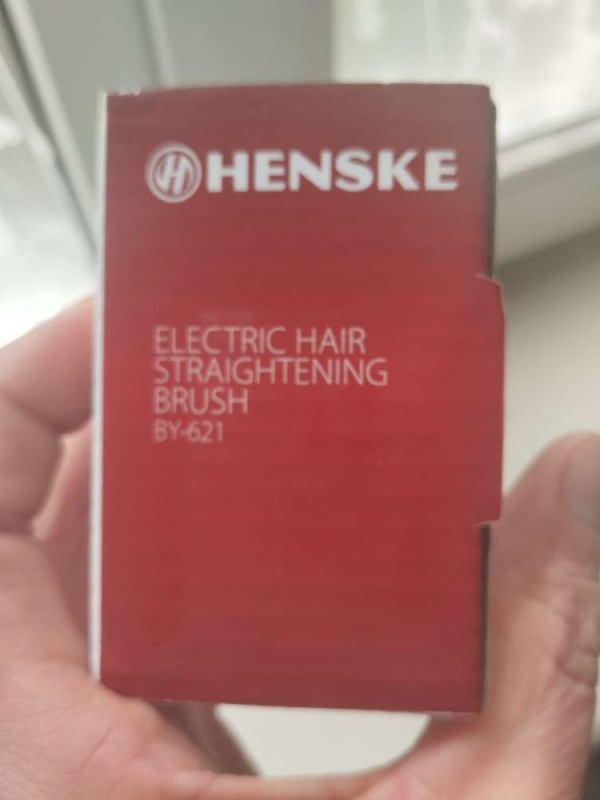 HENSKE
ELECTRIC HAIR
STRAIGHTENING
BRUSH
BY-621